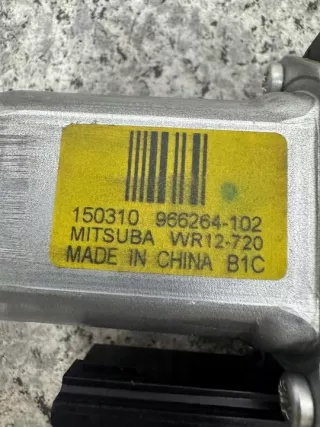 150310 966264-102
MITSUBA WR12-720
MADE IN CHINA B1C